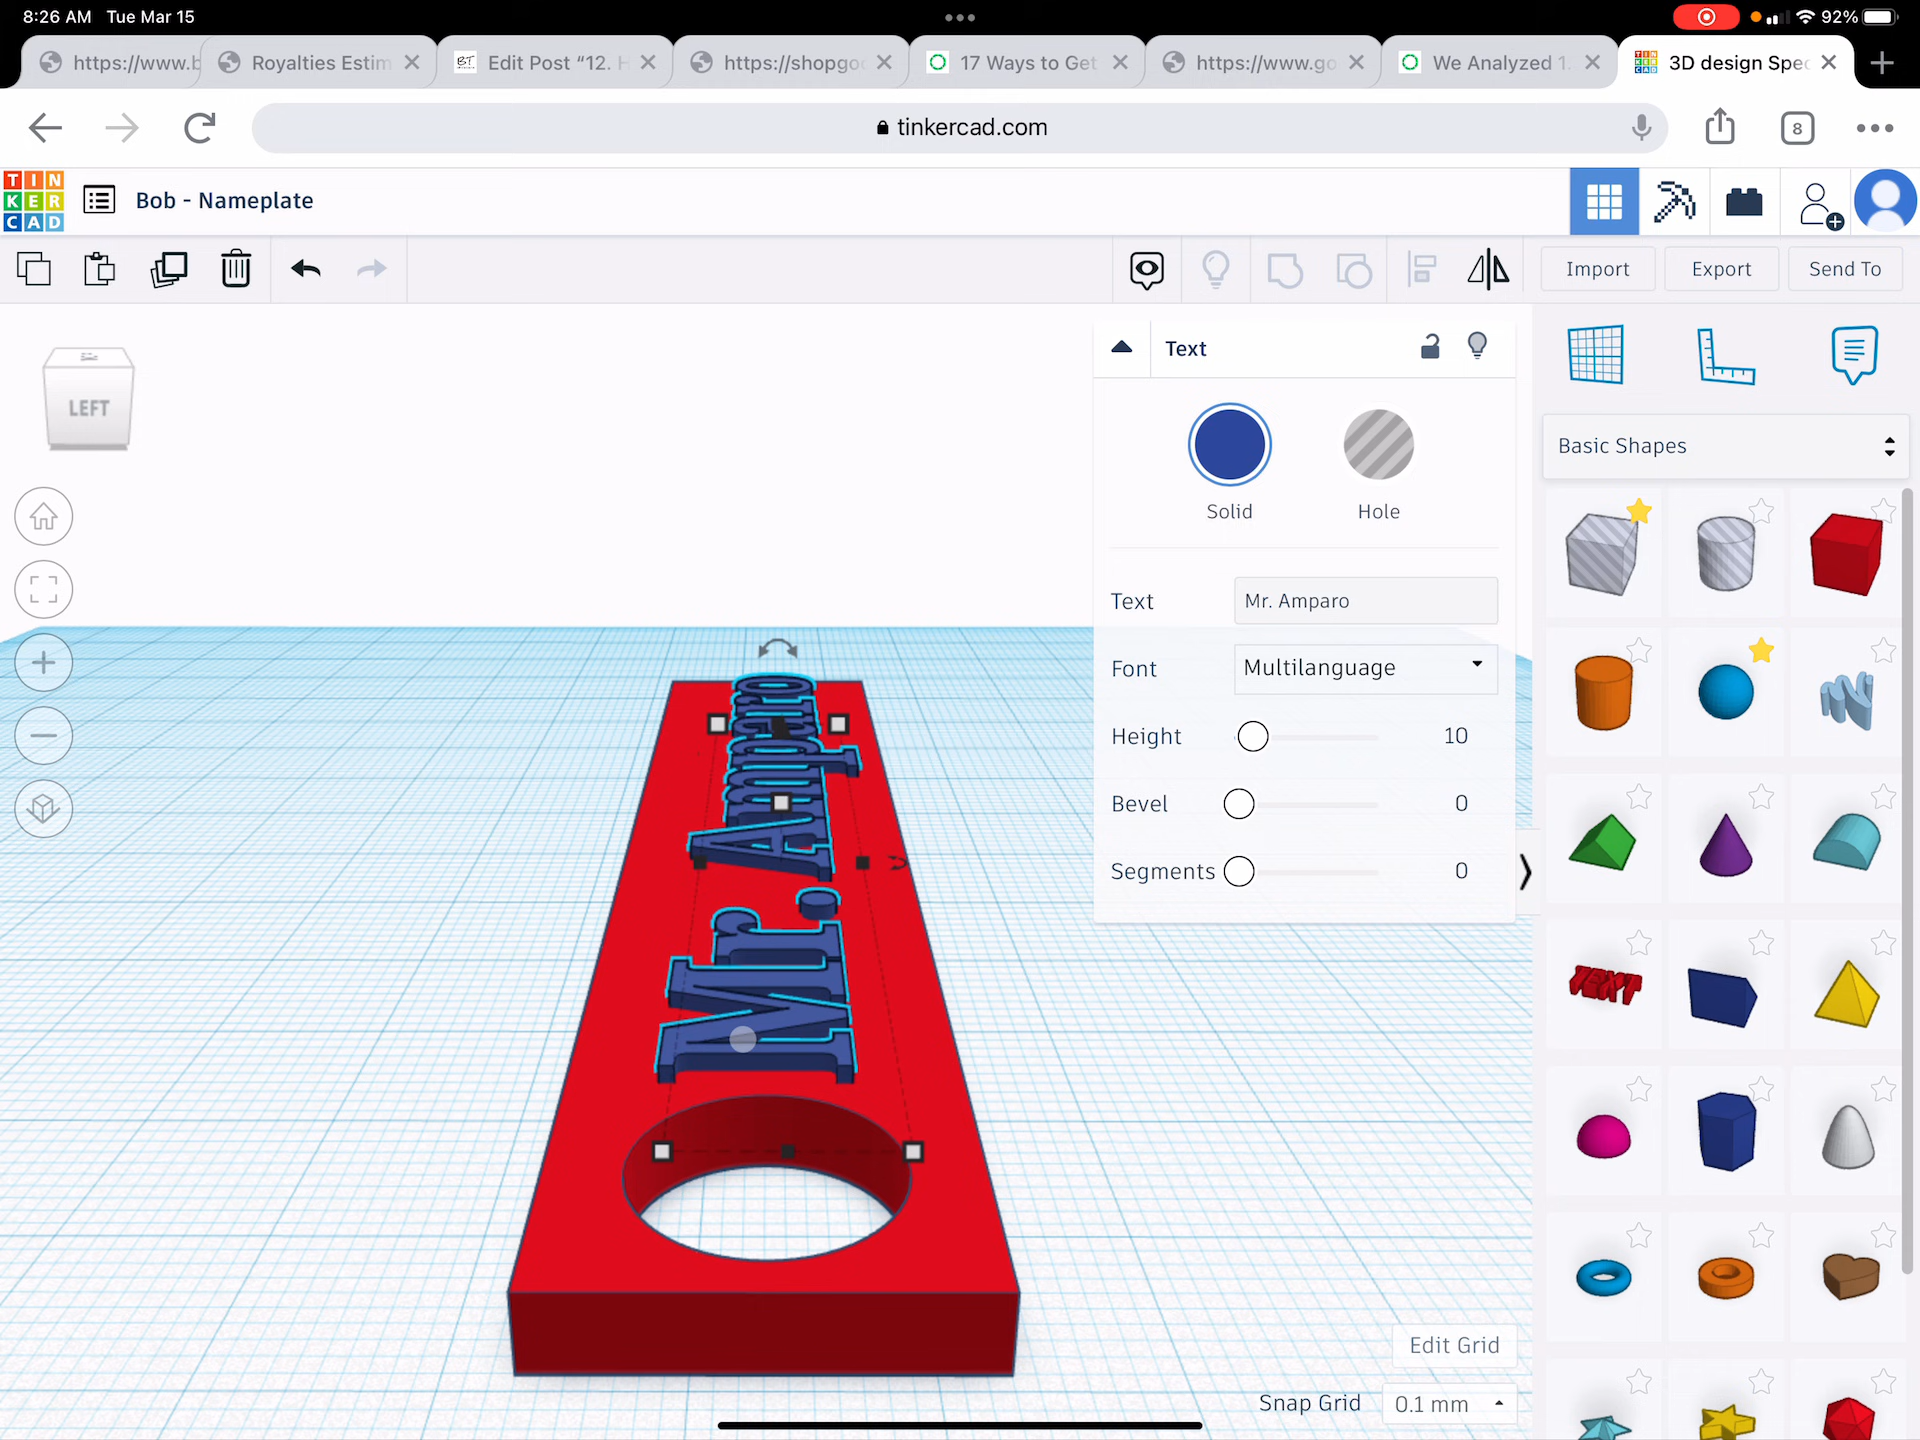 8:26 AM Tue Mar 15
92%
https://www.b
Royalties Estim
BT Edit Post “12. H
https://shopgo
17 Ways to Get
https://www.go
We Analyzed 1.
3D design Spec
tinkercad.com
8
TIN
KER
CAD
Bob - Nameplate
Import
Export
Send To
LEFT
Text
Solid
Hole
Text
Mr. Amparo
Font
Multilanguage
Height
10
Bevel
0
Segments
0
Basic Shapes
TEXT
Mr. Amparo
Edit Grid
Snap Grid
0.1 mm